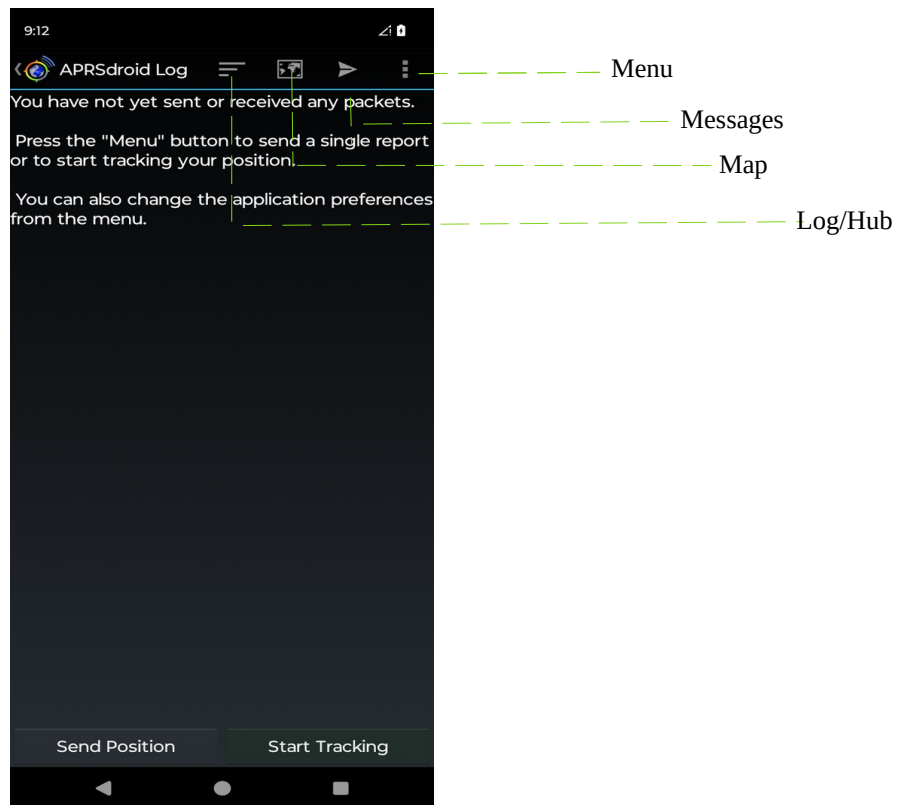 9:12
APRSdroid Log
Menu
You have not yet sent or received any packets.
Messages
Press the "Menu" button to send a single report
or to start tracking your position.
Map
You can also change the application preferences
from the menu.
Log/Hub
Send Position
Start Tracking